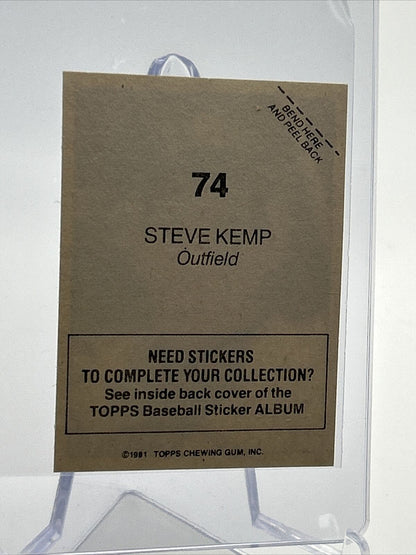 BEND HERE
AND PEEL BACK
74
STEVE KEMP
Outfield
NEED STICKERS
TO COMPLETE YOUR COLLECTION?
See inside back cover of the
TOPPS Baseball Sticker ALBUM
©1981 TOPPS CHEWING GUM, INC.